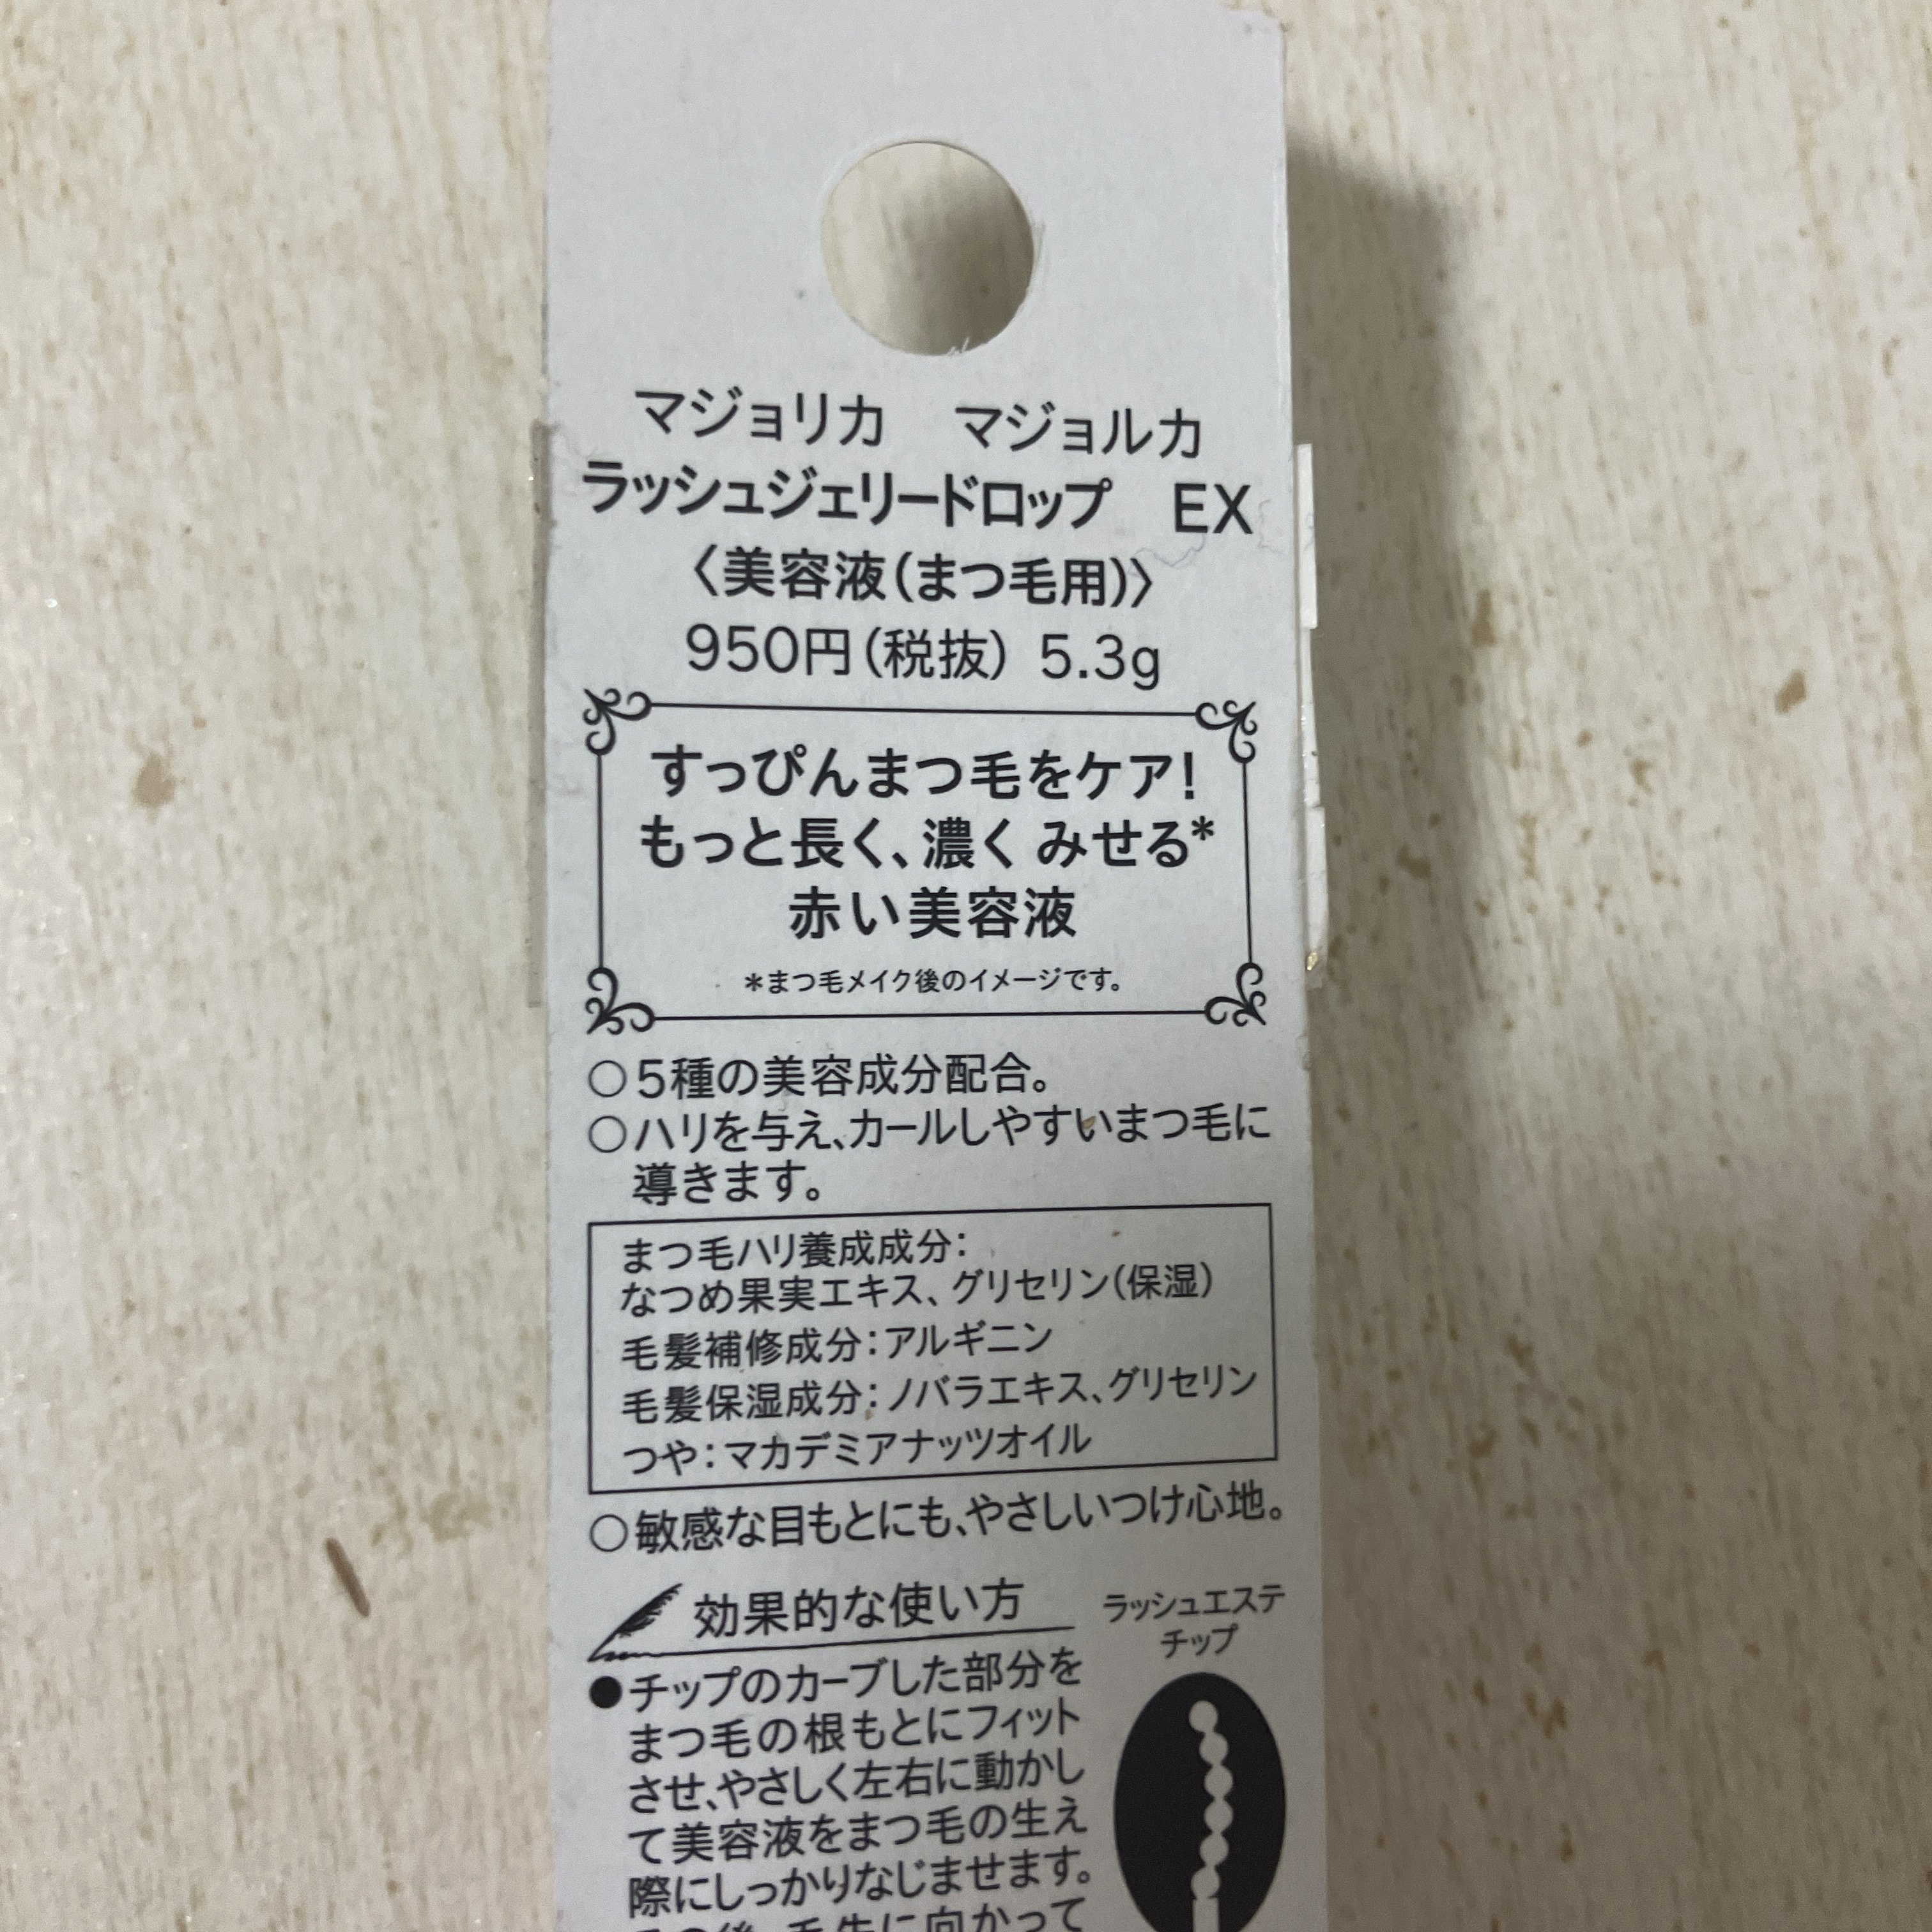 マジョリカ　マジョルカ
ラッシュジェリードロップ　EX
〈美容液(まつ毛用)〉
950円(税抜) 5.3g
すっぴんまつ毛をケア!
もっと長く、濃く みせる*
赤い美容液
*まつ毛メイク後のイメージです。
○5種の美容成分配合。
○ハリを与え、カールしやすいまつ毛に
導きます。
まつ毛ハリ養成成分:
なつめ果実エキス、グリセリン(保湿)
毛髪補修成分:アルギニン
毛髪保湿成分:ノバラエキス、グリセリン
つや:マカデミアナッツオイル
○敏感な目もとにも、やさしいつけ心地。
効果的な使い方
ラッシュエステ
チップ
●チップのカーブした部分を
まつ毛の根もとにフィット
させ、やさしく左右に動かし
て美容液をまつ毛の生え
際にしっかりなじませます。
その後、毛先に向かって